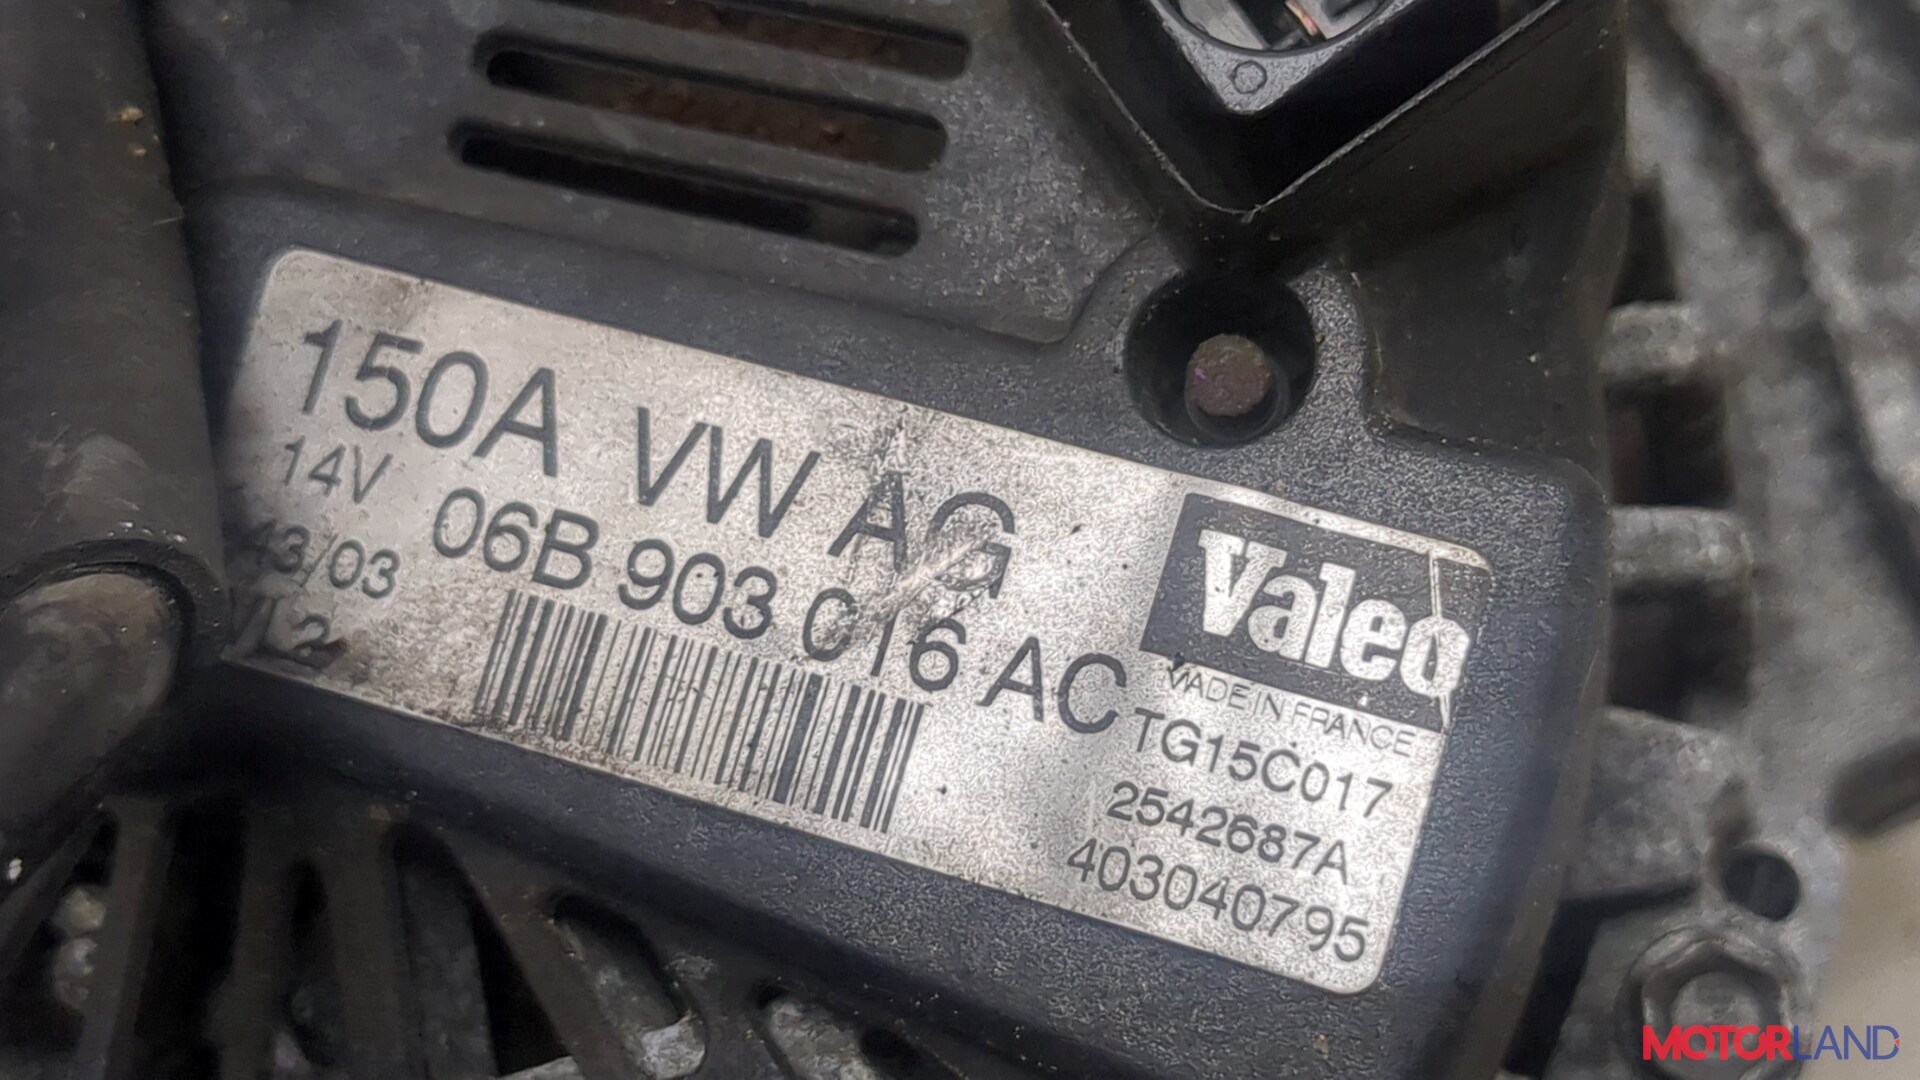 150A VW AG
14V 06B 903 016 AC
43/03
Valeo
MADE IN FRANCE
TG15C017
2542687A
403040795
MOTORLAND